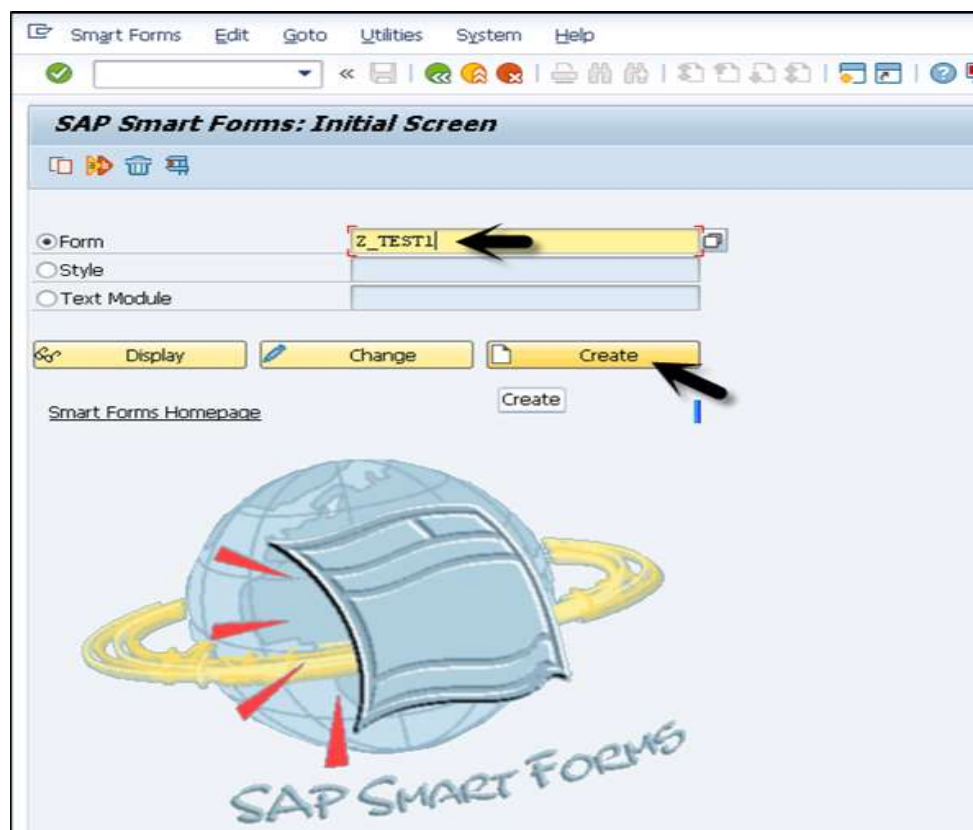 Smart Forms Edit Goto Utilities System Help
SAP Smart Forms: Initial Screen
Form Z_TEST1
Style
Text Module
Display Change Create
Create
Smart Forms Homepage
SAP SMART FORMS